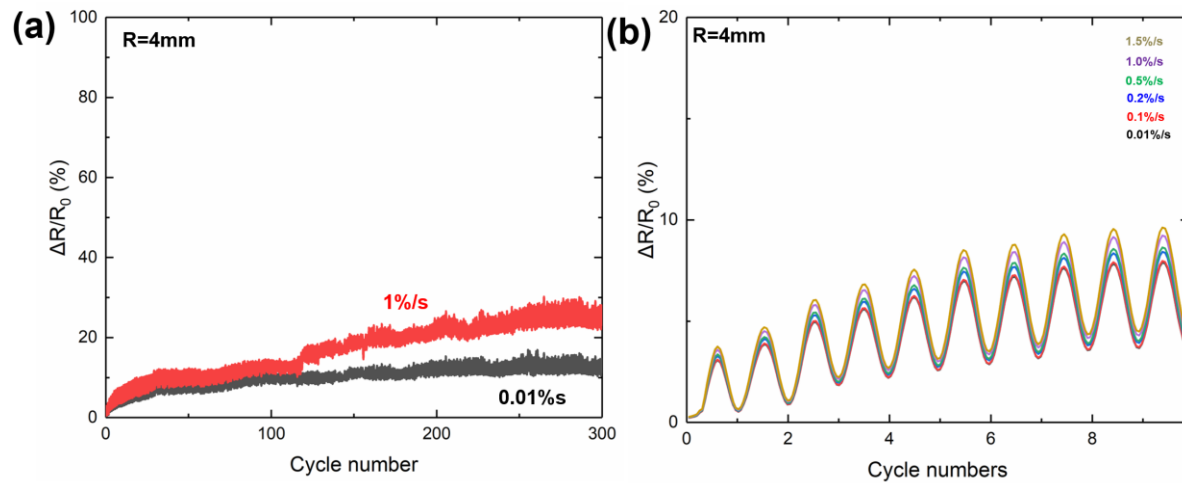 (a)
R=4mm
100
80
60
40
20
0
ΔR/R0 (%)
1%/s
0.01%s
0
100
200
300
Cycle number
(b)
R=4mm
20
10
0
ΔR/R0 (%)
1.5%/s
1.0%/s
0.5%/s
0.2%/s
0.1%/s
0.01%/s
0
2
4
6
8
Cycle numbers